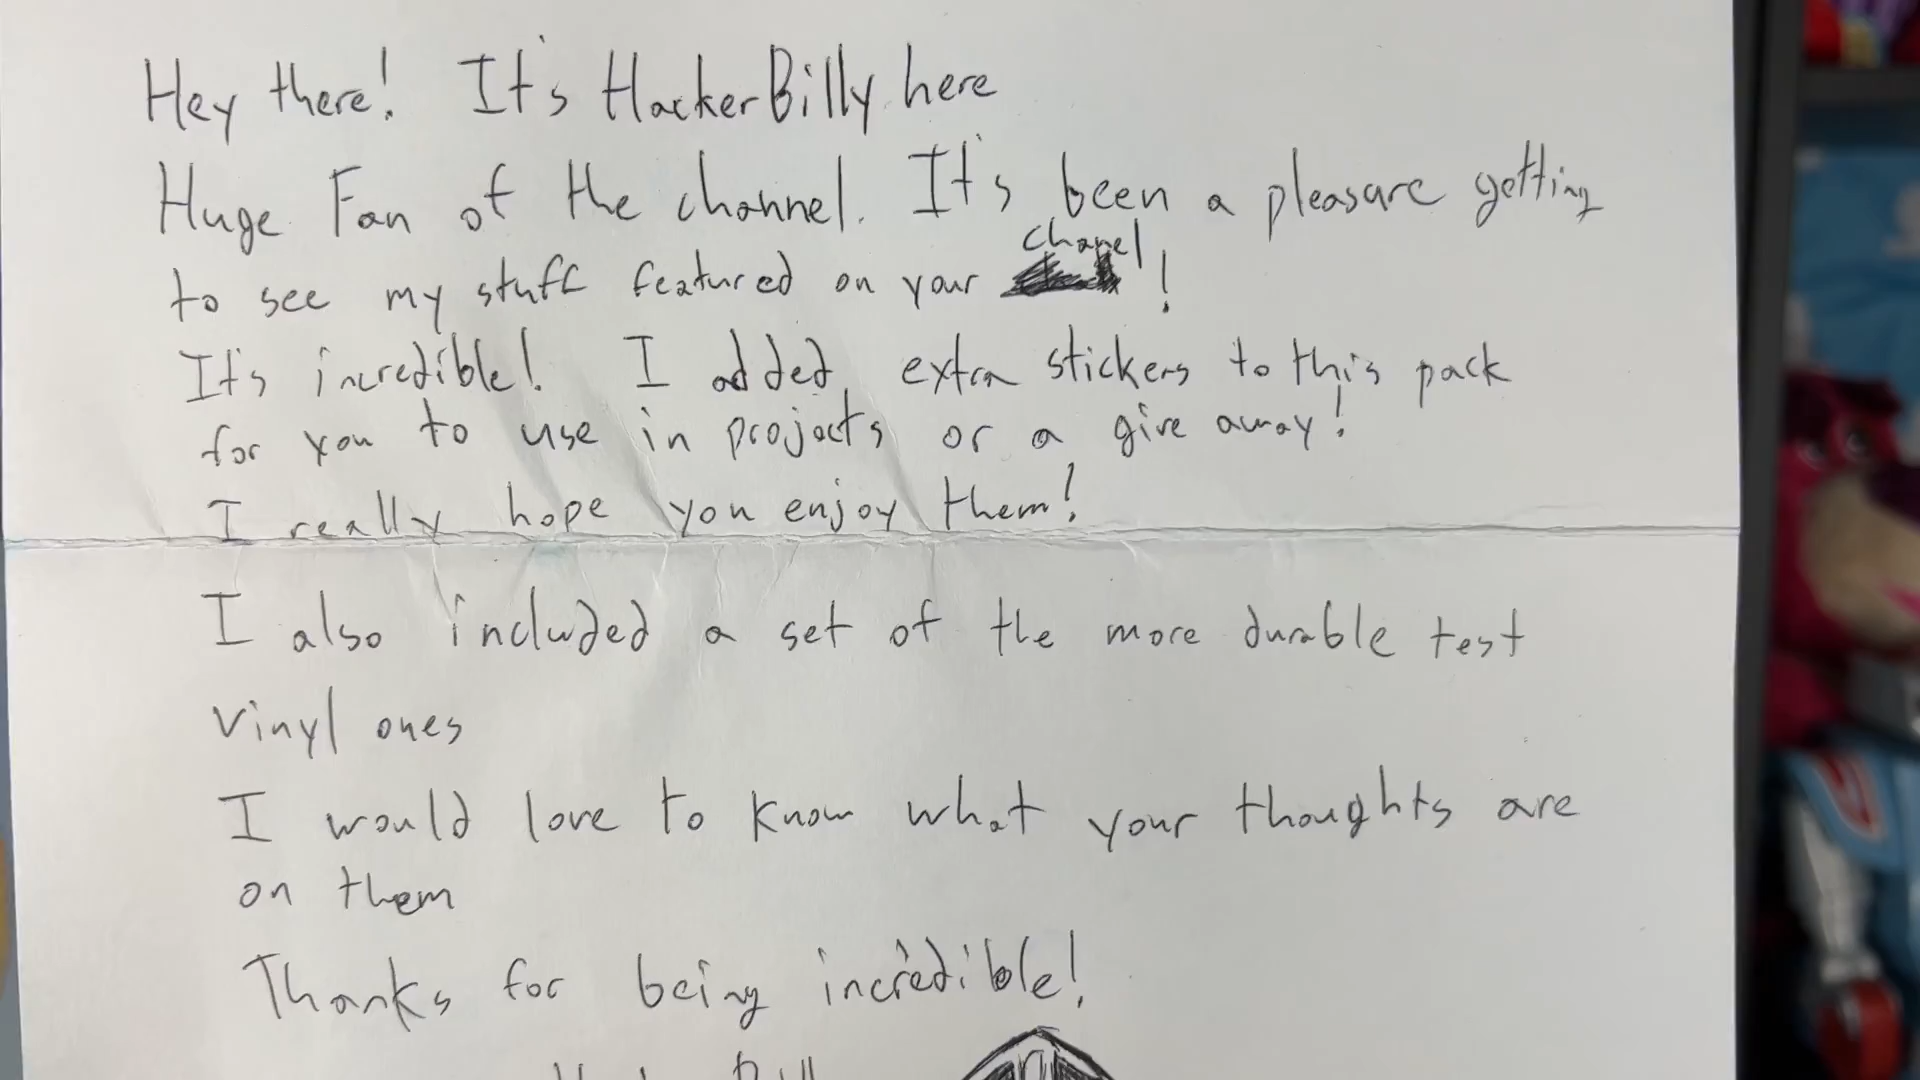 Hey there! It's HackerBilly here
Huge Fan of the channel. It's been a pleasure getting
chanel
to see my stuff featured on your !
It's incredible! I added extra stickers to this pack
for you to use in projects or a give away!
I really hope you enjoy them!
I also included a set of the more durable test
vinyl ones
I would love to know what your thoughts are
on them
Thanks for being incredible!